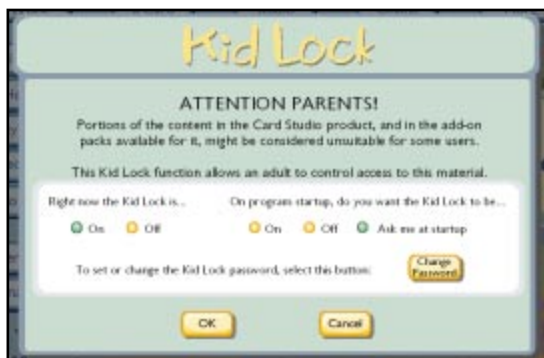 Kid Lock
ATTENTION PARENTS!
Portions of the content in the Card Studio product, and in the add-on
packs available for it, might be considered unsuitable for some users.
This Kid Lock function allows an adult to control access to this material.
Right now the Kid Lock is... On program startup, do you want the Kid Lock to be...
On Off On Off Ask me at startup
To set or change the Kid Lock password, select this button:
Change
Password
OK Cancel